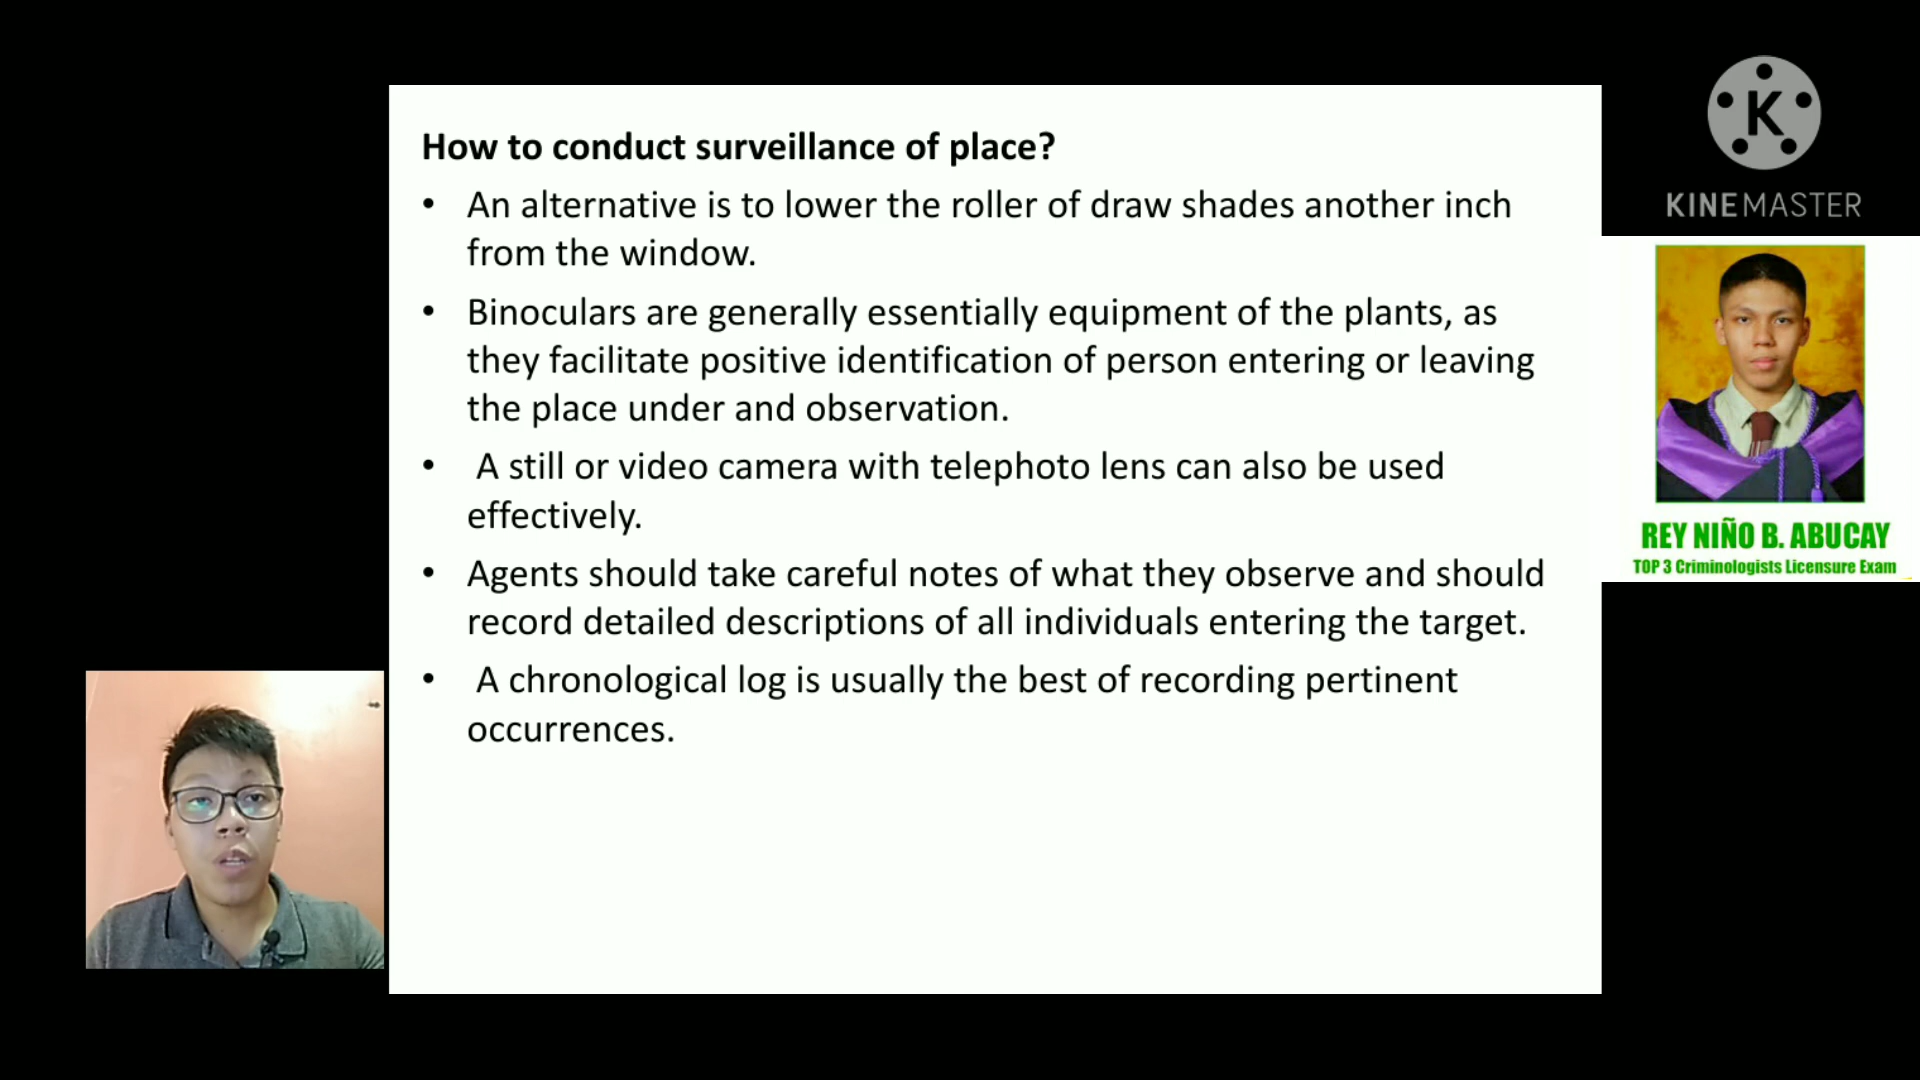 How to conduct surveillance of place?
• An alternative is to lower the roller of draw shades another inch
from the window.
• Binoculars are generally essentially equipment of the plants, as
they facilitate positive identification of person entering or leaving
the place under and observation.
• A still or video camera with telephoto lens can also be used
effectively.
• Agents should take careful notes of what they observe and should
record detailed descriptions of all individuals entering the target.
• A chronological log is usually the best of recording pertinent
occurrences.
K
KINEMASTER
REY NIÑO B. ABUCAY
TOP 3 Criminologists Licensure Exam